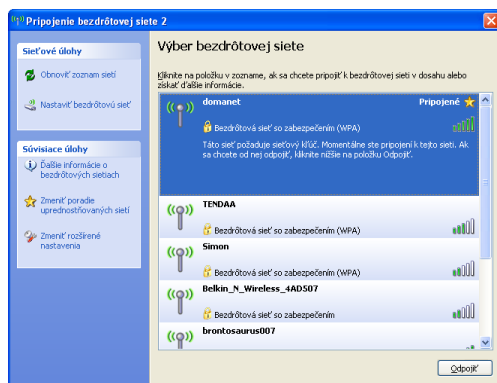 Pripojenie bezdrôtovej siete 2
Sieťové úlohy
Obnoviť zoznam sietí
Nastaviť bezdrôtovú sieť
Súvisiace úlohy
Ďalšie informácie o
bezdrôtových sieťach
Zmeniť poradie
uprednostňovaných sietí
Zmeniť rozšírené
nastavenia
Výber bezdrôtovej siete
Kliknite na položku v zozname, ak sa chcete pripojiť k bezdrôtovej sieti v dosahu alebo
získať ďalšie informácie.
domanet Pripojené
Bezdrôtová sieť so zabezpečením (WPA)
Táto sieť požaduje sieťový kľúč. Momentálne ste pripojení k tejto sieti. Ak
sa chcete od nej odpojiť, kliknite nižšie na položku Odpojiť.
TENDAA
Bezdrôtová sieť so zabezpečením (WPA)
Simon
Bezdrôtová sieť so zabezpečením (WPA)
Belkin_N_Wireless_4AD507
Bezdrôtová sieť so zabezpečením
brontosaurus007
Odpojiť